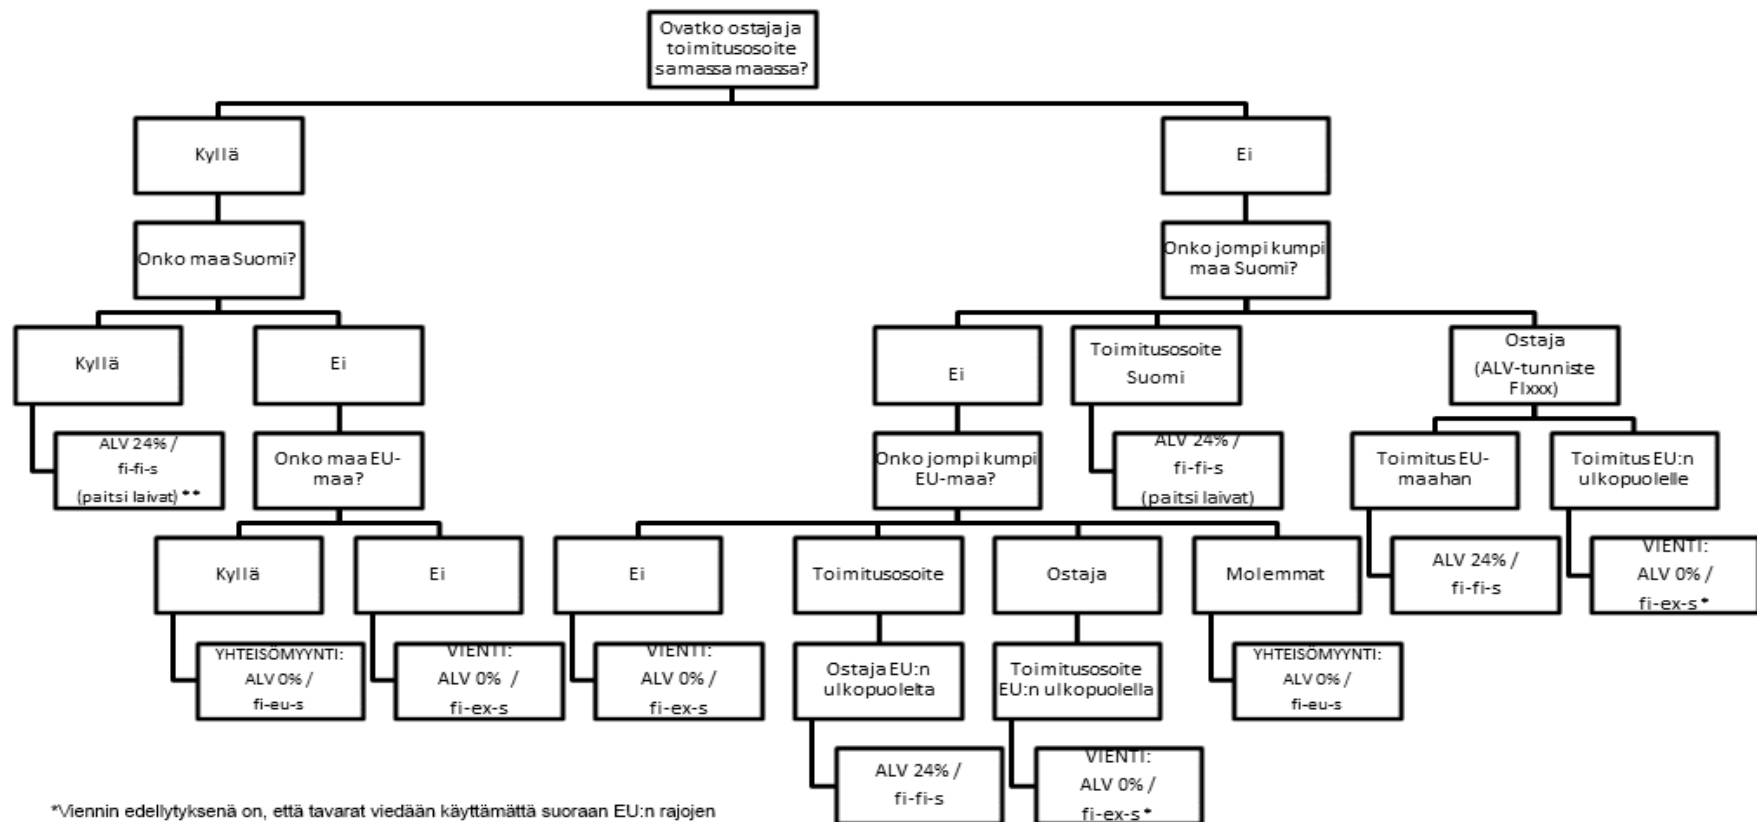 Ovatko ostaja ja
toimitusosoite
samassa maassa?
Kyllä
Ei
Onko maa Suomi?
Onko jompi kumpi
maa Suomi?
Kyllä
Ei
Ei
Toimitusosoite
Suomi
Ostaja
(ALV-tunniste
FIxxx)
ALV 24% /
fi-fi-s
(paitsi laivat) **
Onko maa EU-
maa?
Onko jompi kumpi
EU-maa?
ALV 24% /
fi-fi-s
(paitsi laivat)
Toimitus EU-
maahan
Toimitus EU:n
ulkopuolelle
Kyllä
Ei
Ei
Toimitusosoite
Ostaja
Molemmat
ALV 24% /
fi-fi-s
VIENTI:
ALV 0% /
fi-ex-s *
YHTEISÖMYYNTI:
ALV 0% /
fi-eu-s
VIENTI:
ALV 0% /
fi-ex-s
VIENTI:
ALV 0% /
fi-ex-s
Ostaja EU:n
ulkopuolelta
Toimitusosoite
EU:n ulkopuolella
YHTEISÖMYYNTI:
ALV 0% /
fi-eu-s
ALV 24% /
fi-fi-s
VIENTI:
ALV 0% /
fi-ex-s *
*Viennin edellytyksenä on, että tavarat viedään käyttämättä suoraan EU:n rajojen